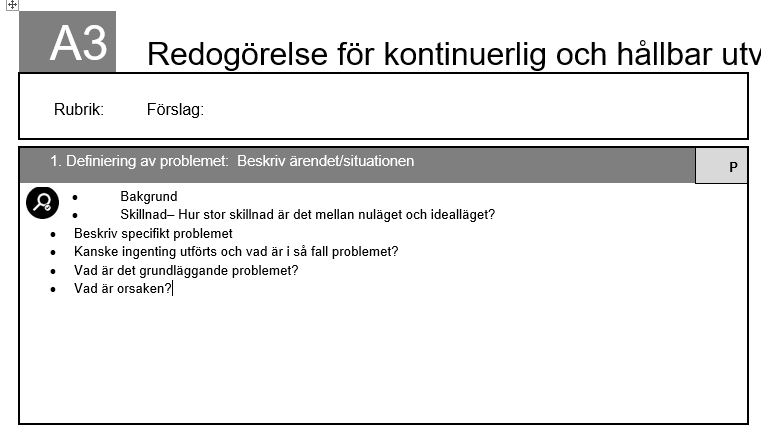 A3
Redogörelse för kontinuerlig och hållbar utv
Rubrik: Förslag:
1. Definiering av problemet: Beskriv ärendet/situationen
P
• Bakgrund
• Skillnad– Hur stor skillnad är det mellan nuläget och idealläget?
• Beskriv specifikt problemet
• Kanske ingenting utförts och vad är i så fall problemet?
• Vad är det grundläggande problemet?
• Vad är orsaken?